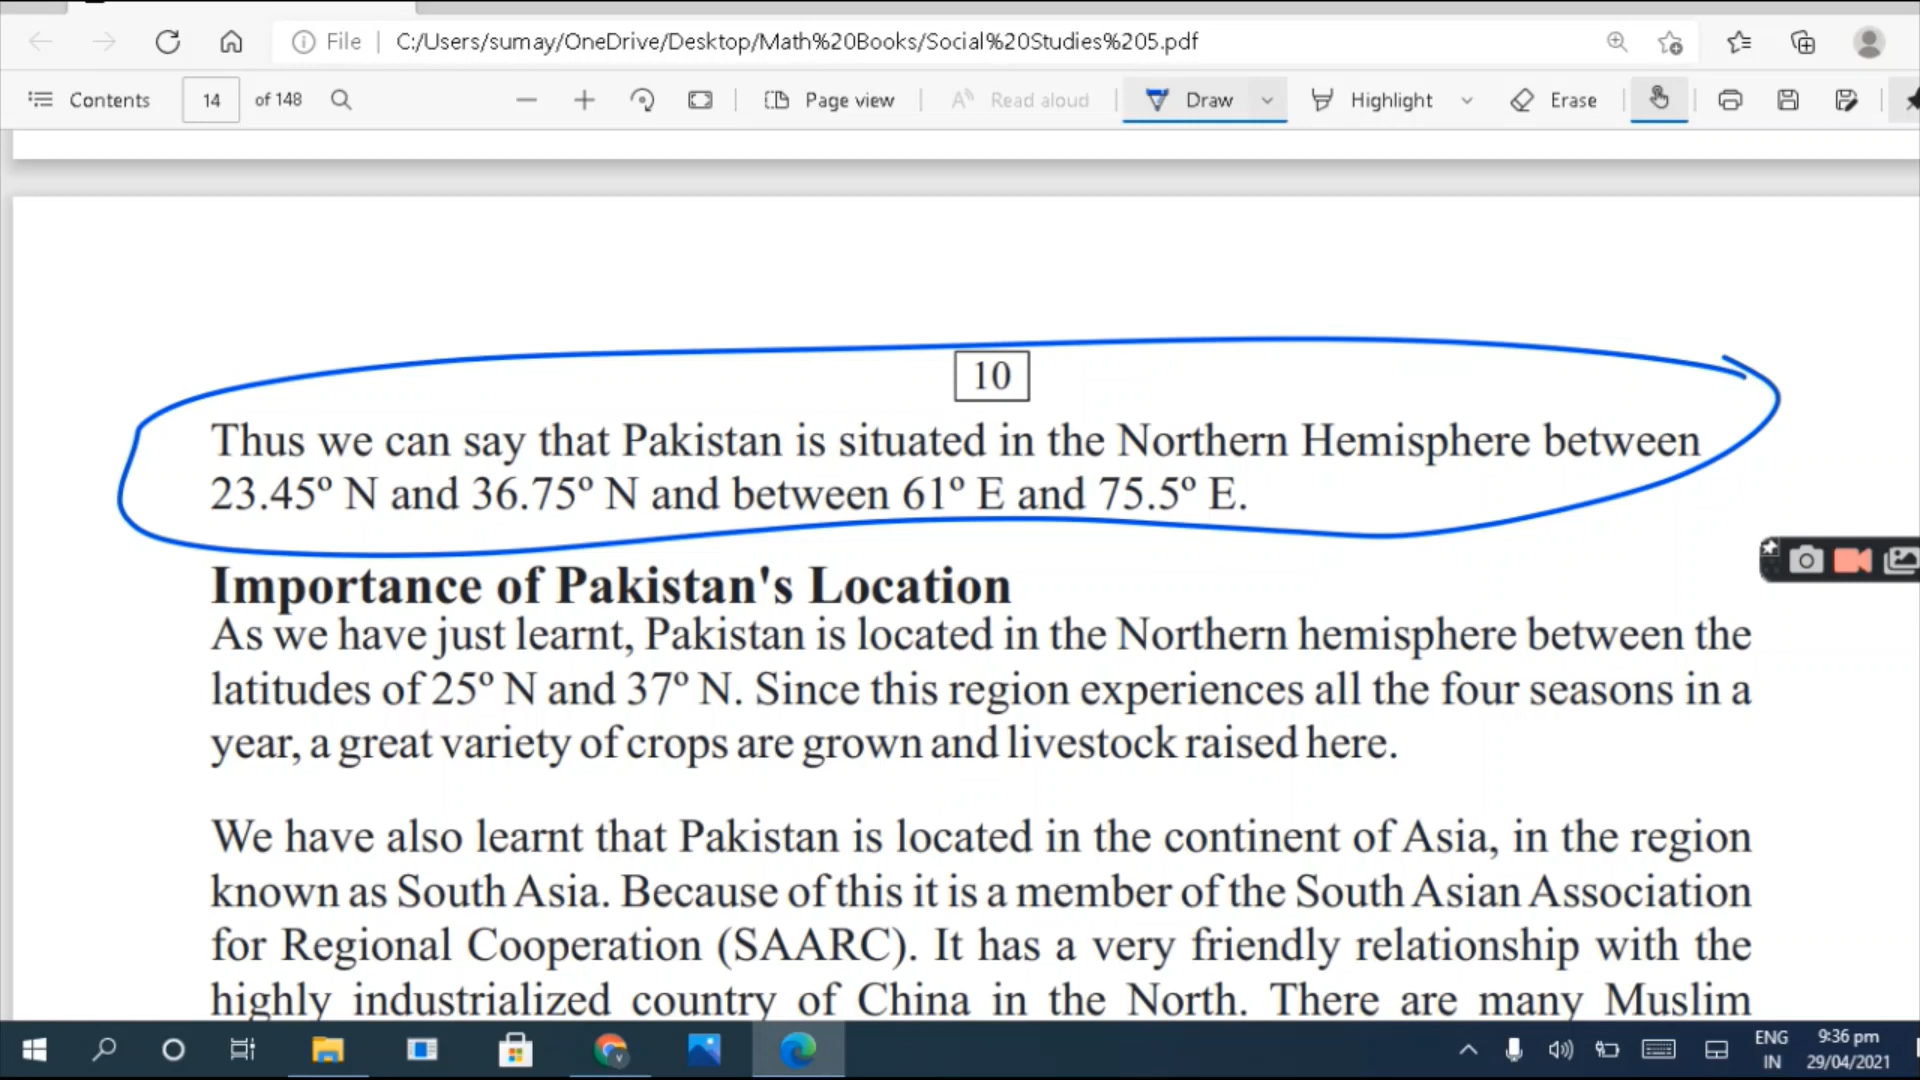 File
C:/Users/sumay/OneDrive/Desktop/Math%20Books/Social%20Studies%205.pdf
Contents 14 of 148 Page view Read aloud Draw Highlight Erase
10
Thus we can say that Pakistan is situated in the Northern Hemisphere between
23.45º N and 36.75º N and between 61º E and 75.5º E.
Importance of Pakistan's Location
As we have just learnt, Pakistan is located in the Northern hemisphere between the
latitudes of 25º N and 37º N. Since this region experiences all the four seasons in a
year, a great variety of crops are grown and livestock raised here.
We have also learnt that Pakistan is located in the continent of Asia, in the region
known as South Asia. Because of this it is a member of the South Asian Association
for Regional Cooperation (SAARC). It has a very friendly relationship with the
highly industrialized country of China in the North. There are many Muslim
ENG 9:36 pm
IN 29/04/2021